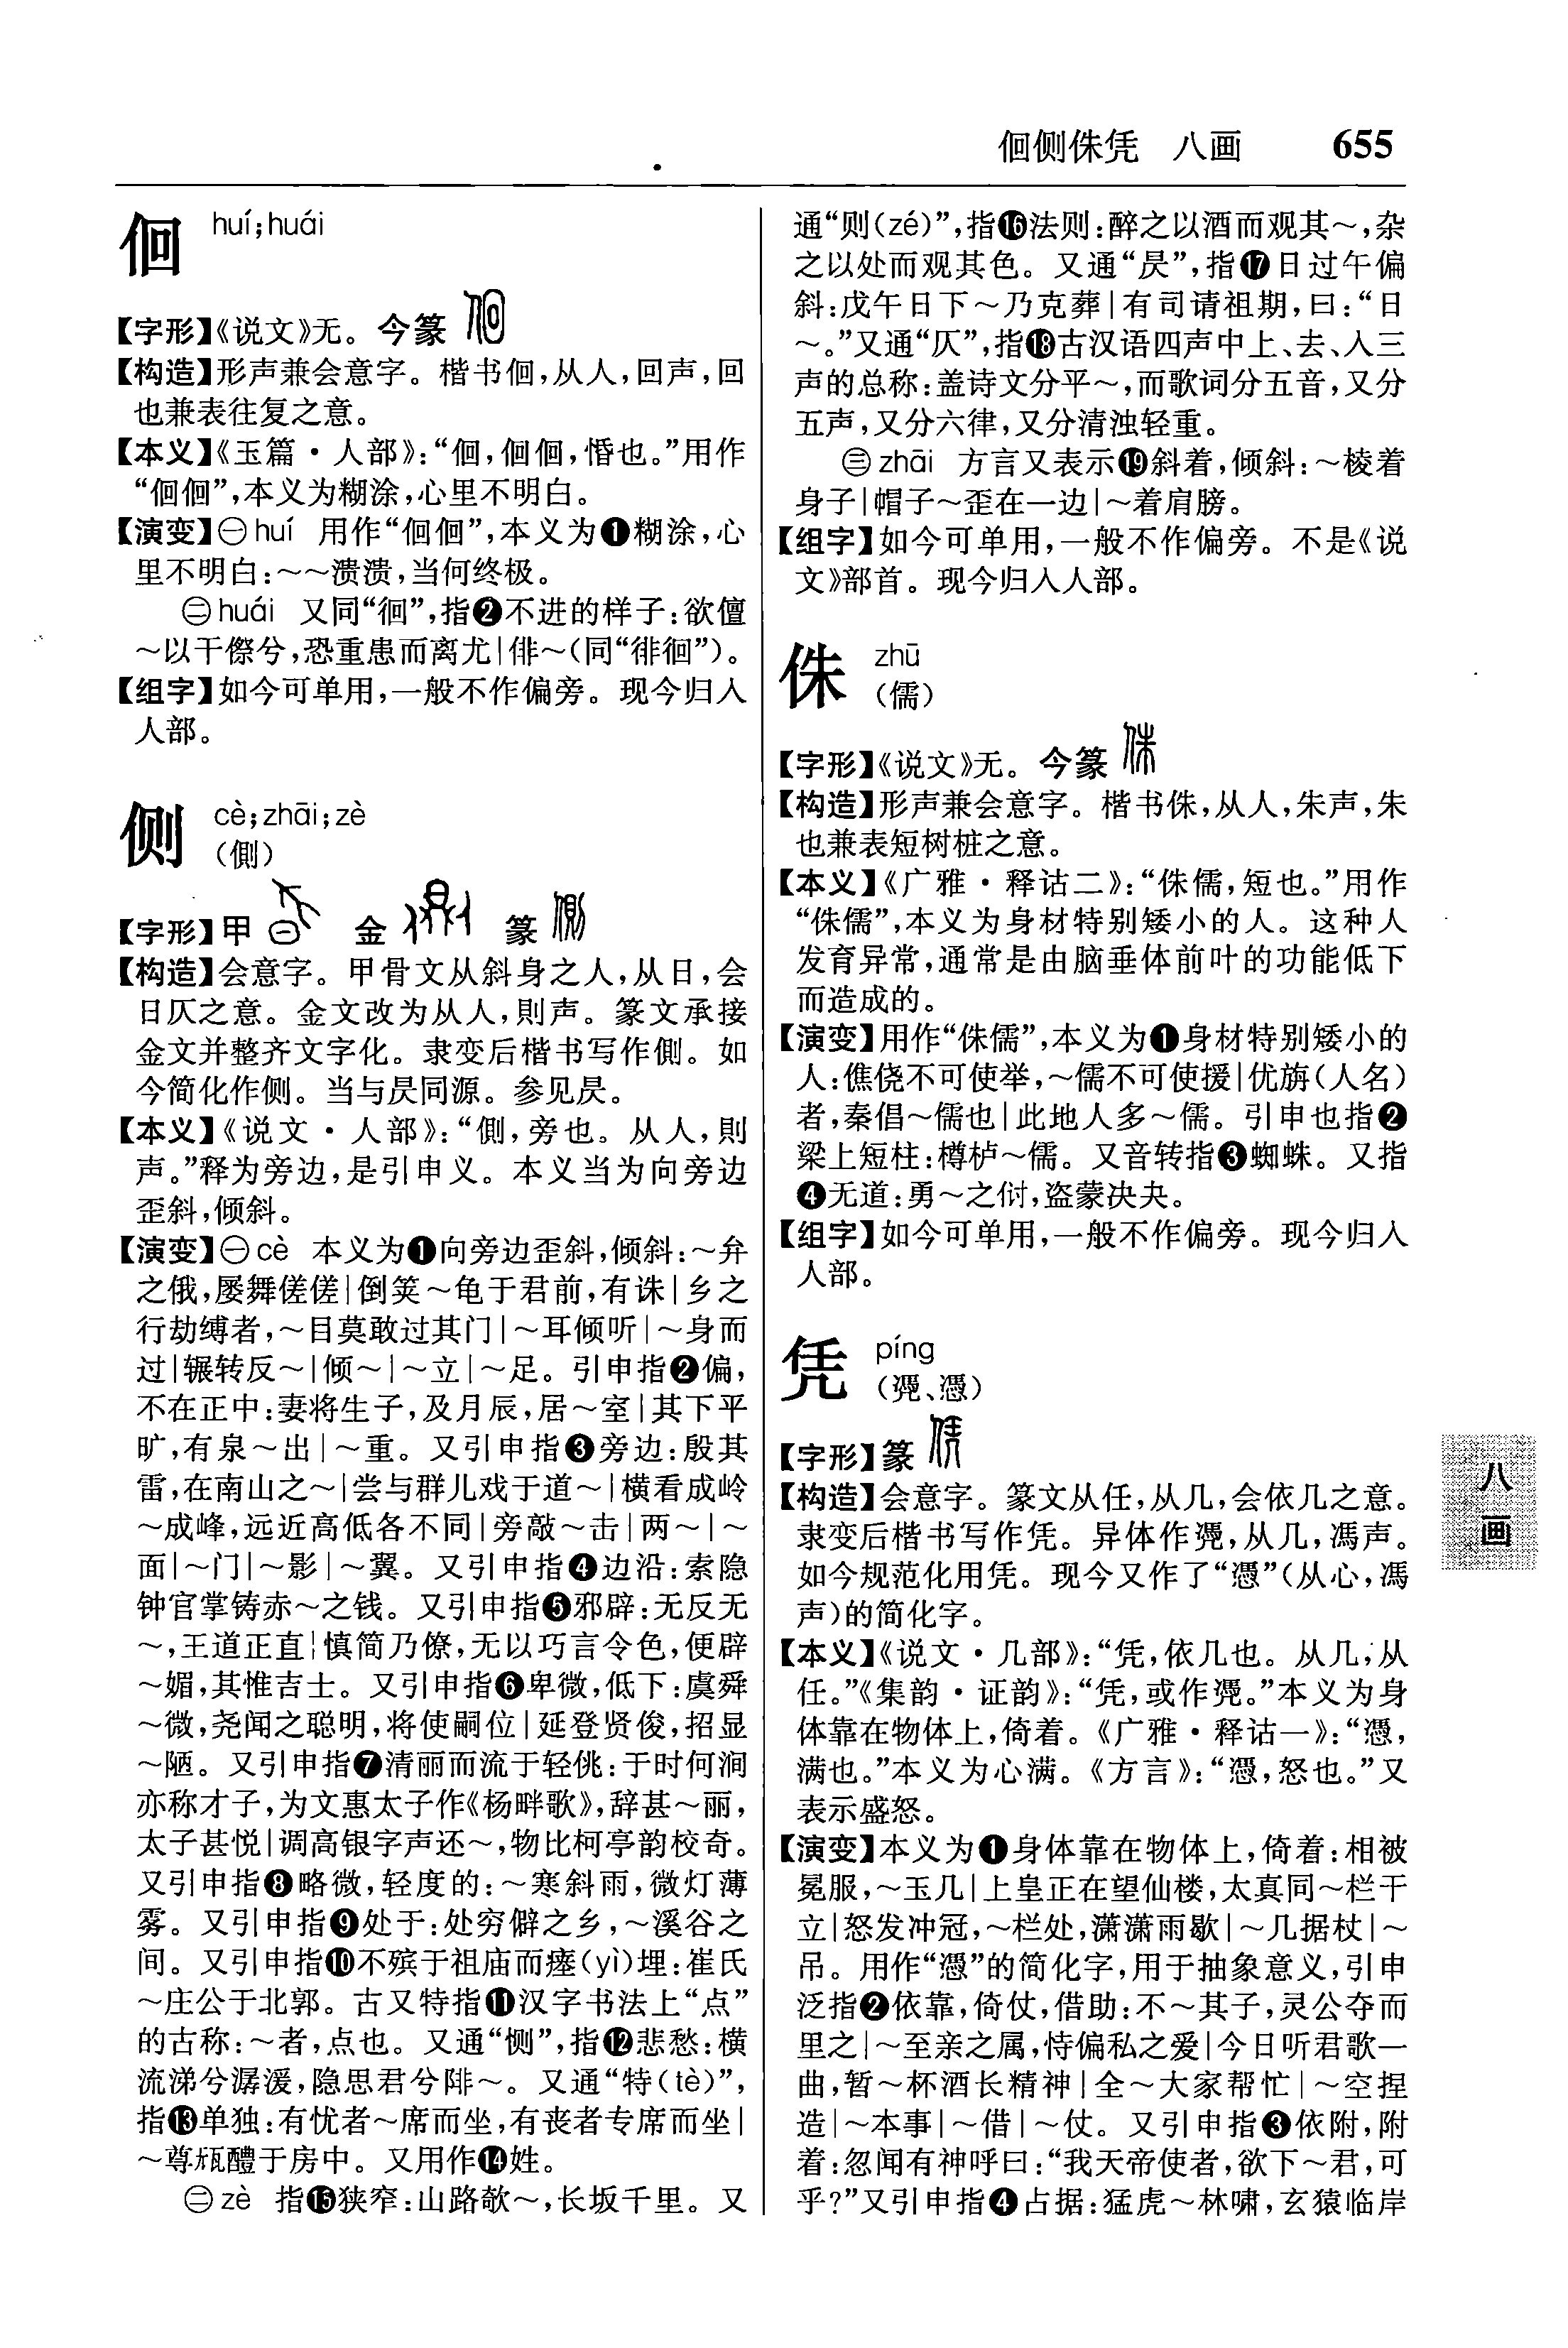 佪侧侏凭 八画 655
佪 huí;huái
【字形】《说文》无。今篆
【构造】形声兼会意字。楷书佪,从人,回声,回
也兼表往复之意。
【本义】《玉篇·人部》:“佪,佪佪,惛也。”用作
“佪佪”,本义为糊涂,心里不明白。
【演变】㊀huí 用作“佪佪”,本义为❶糊涂,心
里不明白:～～溃溃,当何终极。
㊁huái 又同“徊”,指❷不进的样子:欲儃
～以干傺兮,恐重患而离尤|俳～(同“徘徊”)。
【组字】如今可单用,一般不作偏旁。现今归入
人部。
侧 cè;zhāi;zè
(側)
【字形】甲 金 篆
【构造】会意字。甲骨文从斜身之人,从日,会
日仄之意。金文改为从人,則声。篆文承接
金文并整齐文字化。隶变后楷书写作側。如
今简化作侧。当与昃同源。参见昃。
【本义】《说文·人部》:“側,旁也。从人,則
声。”释为旁边,是引申义。本义当为向旁边
歪斜,倾斜。
【演变】㊀cè 本义为❶向旁边歪斜,倾斜:～弁
之俄,屡舞傞傞|倒筴～龟于君前,有诛|乡之
行劫缚者,～目莫敢过其门|～耳倾听|～身而
过|辗转反～|倾～|～立|～足。引申指❷偏,
不在正中:妻将生子,及月辰,居～室|其下平
旷,有泉～出|～重。又引申指❸旁边:殷其
雷,在南山之～|尝与群儿戏于道～|横看成岭
～成峰,远近高低各不同|旁敲～击|两～|～
面|～门|～影|～翼。又引申指❹边沿:索隐
钟官掌铸赤～之钱。又引申指❺邪辟:无反无
～,王道正直|慎简乃僚,无以巧言令色,便辟
～媚,其惟吉士。又引申指❻卑微,低下:虞舜
～微,尧闻之聪明,将使嗣位|延登贤俊,招显
～陋。又引申指❼清丽而流于轻佻:于时何涧
亦称才子,为文惠太子作《杨畔歌》,辞甚～丽,
太子甚悦|调高银字声还～,物比柯亭韵校奇。
又引申指❽略微,轻度的:～寒斜雨,微灯薄
雾。又引申指❾处于:处穷僻之乡,～溪谷之
间。又引申指❿不殡于祖庙而瘗(yì)埋:崔氏
～庄公于北郭。古又特指⓫汉字书法上“点”
的古称:～者,点也。又通“恻”,指⓬悲愁:横
流涕兮潺湲,隐思君兮陫～。又通“特(tè)”,
指⓭单独:有忧者～席而坐,有丧者专席而坐|
～尊甒醴于房中。又用作⓮姓。
㊁zè 指⓯狭窄:山路欹～,长坂千里。又
通“则(zé)”,指⓰法则:醉之以酒而观其～,杂
之以处而观其色。又通“昃”,指⓱日过午偏
斜:戊午日下～乃克葬|有司请祖期,曰:“日
～。”又通“仄”,指⓲古汉语四声中上、去、入三
声的总称:盖诗文分平～,而歌词分五音,又分
五声,又分六律,又分清浊轻重。
㊂zhāi 方言又表示⓳斜着,倾斜:～棱着
身子|帽子～歪在一边|～着肩膀。
【组字】如今可单用,一般不作偏旁。不是《说
文》部首。现今归入人部。
侏 zhū
(儒)
【字形】《说文》无。今篆
【构造】形声兼会意字。楷书侏,从人,朱声,朱
也兼表短树桩之意。
【本义】《广雅·释诂二》:“侏儒,短也。”用作
“侏儒”,本义为身材特别矮小的人。这种人
发育异常,通常是由脑垂体前叶的功能低下
而造成的。
【演变】用作“侏儒”,本义为❶身材特别矮小的
人:僬侥不可使举,～儒不可使援|优旃(人名)
者,秦倡～儒也|此地人多～儒。引申也指❷
梁上短柱:樽栌～儒。又音转指❸蜘蛛。又指
❹无道:勇～之㑋,盗蒙决夬。
【组字】如今可单用,一般不作偏旁。现今归入
人部。
凭 píng
(凴、憑)
【字形】篆
【构造】会意字。篆文从任,从几,会依几之意。
隶变后楷书写作凭。异体作凴,从几,馮声。
如今规范化用凭。现今又作了“憑”(从心,馮
声)的简化字。
【本义】《说文·几部》:“凭,依几也。从几,从
任。”《集韵·证韵》:“凭,或作凴。”本义为身
体靠在物体上,倚着。《广雅·释诂一》:“憑,
满也。”本义为心满。《方言》:“憑,怒也。”又
表示盛怒。
【演变】本义为❶身体靠在物体上,倚着:相被
冕服,～玉几|上皇正在望仙楼,太真同～栏干
立|怒发冲冠,～栏处,潇潇雨歇|～几据杖|～
吊。用作“憑”的简化字,用于抽象意义,引申
泛指❷依靠,倚仗,借助:不～其子,灵公夺而
里之|～至亲之属,恃偏私之爱|今日听君歌一
曲,暂～杯酒长精神|全～大家帮忙|～空捏
造|～本事|～借|～仗。又引申指❸依附,附
着:忽闻有神呼曰:“我天帝使者,欲下～君,可
乎?”又引申指❹占据:猛虎～林啸,玄猿临岸
八
画